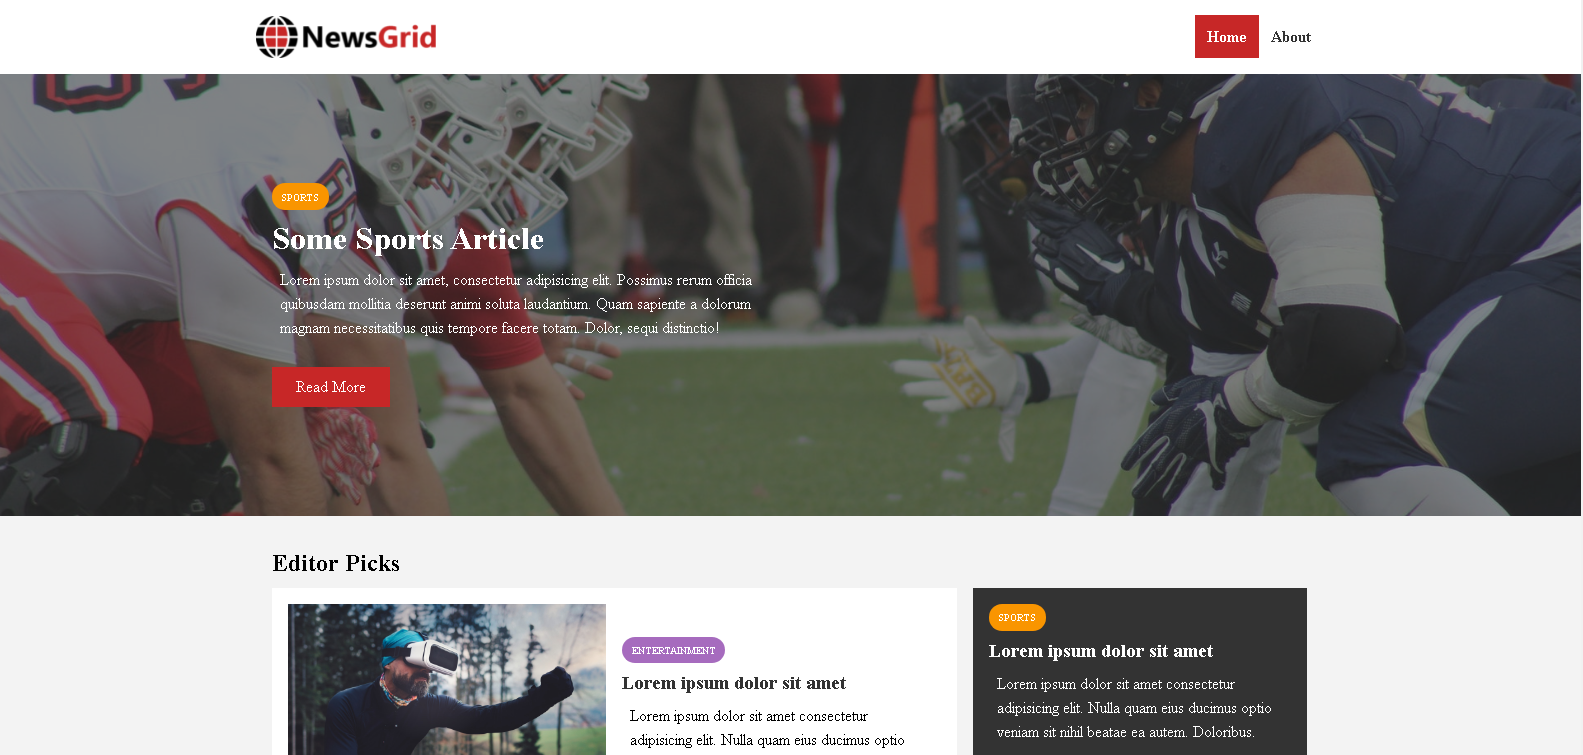 NewsGrid
Home About
SPORTS
Some Sports Article
Lorem ipsum dolor sit amet, consectetur adipisicing elit. Possimus rerum officia
quibusdam mollitia deserunt animi soluta laudantium. Quam sapiente a dolorum
magnam necessitatibus quis tempore facere totam. Dolor, sequi distinctio!
Read More
Editor Picks
ENTERTAINMENT
Lorem ipsum dolor sit amet
Lorem ipsum dolor sit amet consectetur
adipisicing elit. Nulla quam eius ducimus optio
SPORTS
Lorem ipsum dolor sit amet
Lorem ipsum dolor sit amet consectetur
adipisicing elit. Nulla quam eius ducimus optio
veniam sit nihil beatae ea autem. Doloribus.